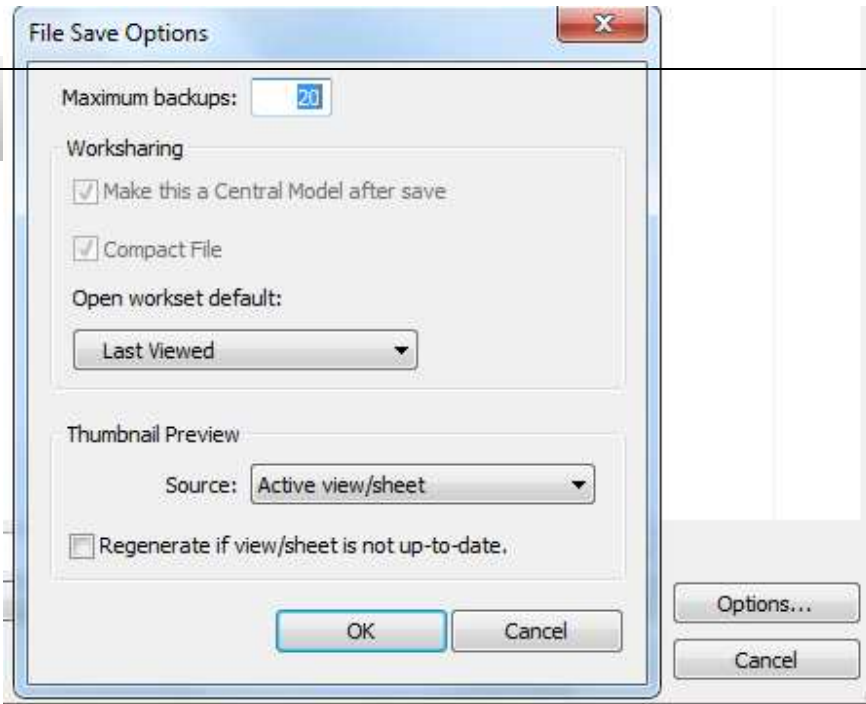 File Save Options
Maximum backups: 20
Worksharing
Make this a Central Model after save
Compact File
Open workset default:
Last Viewed
Thumbnail Preview
Source: Active view/sheet
Regenerate if view/sheet is not up-to-date.
OK Cancel
Options...
Cancel